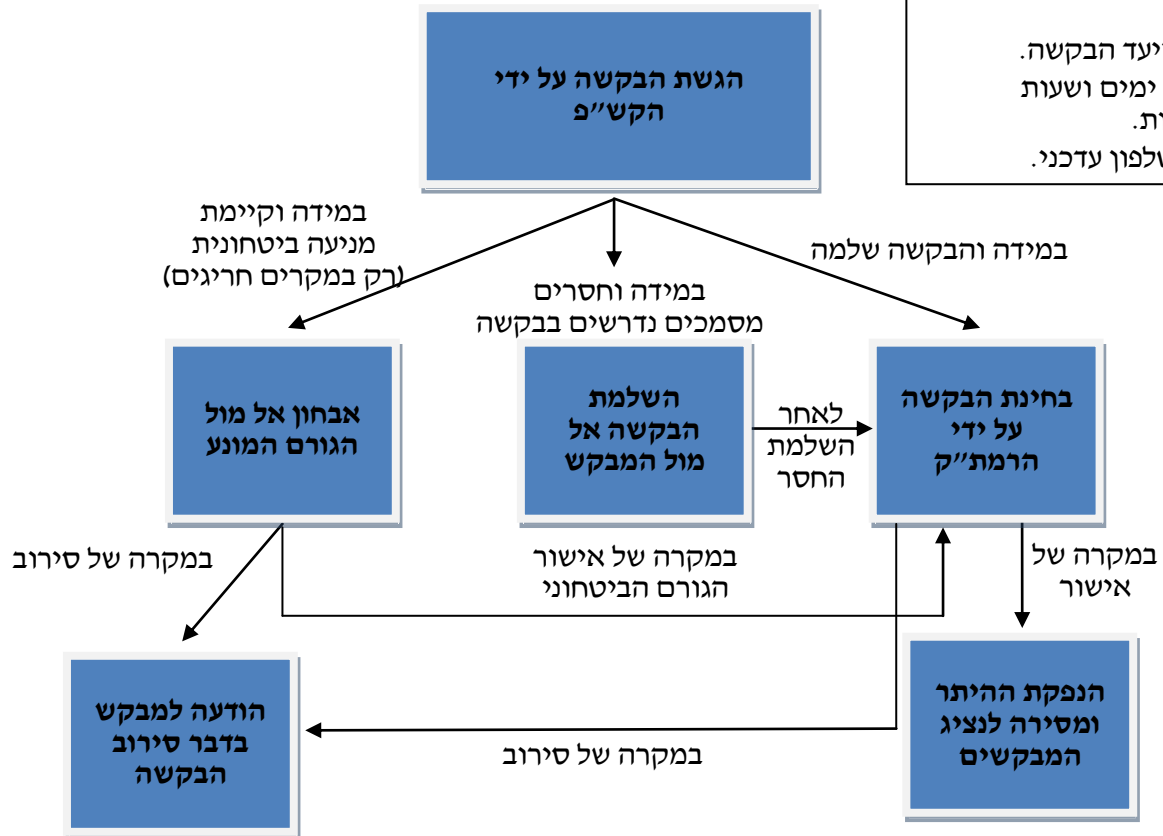 יעד הבקשה.
ימים ושעות
הגשת הבקשה על ידי
הקש״פ
במידה וקיימת
מניעה ביטחונית
(רק במקרים חריגים)
במידה וחסרים
מסמכים נדרשים בבקשה
במידה והבקשה שלמה
אבחון אל מול
הגורם המונע
השלמת
הבקשה אל
מול המבקש
לאחר
השלמת
החסר
בחינת הבקשה
על ידי
הרמת״ק
במקרה של סירוב
במקרה של אישור
הגורם הביטחוני
במקרה של
אישור
הודעה למבקש
בדבר סירוב
הבקשה
במקרה של סירוב
הנפקת ההיתר
ומסירה לנציג
המבקשים
עדכני.